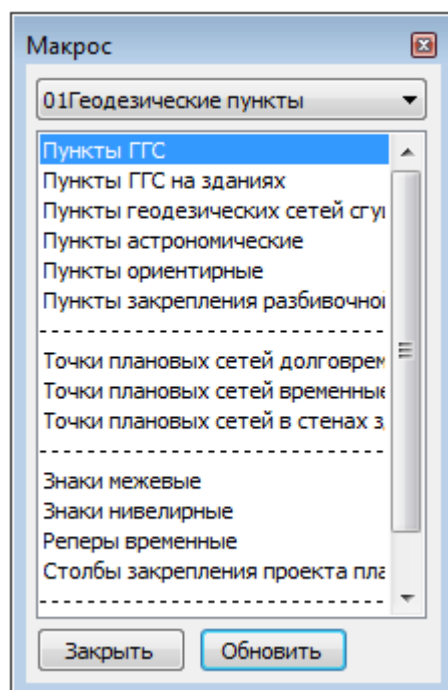 Макрос
01Геодезические пункты
Пункты ГГС
Пункты ГГС на зданиях
Пункты геодезических сетей сгу
Пункты астрономические
Пункты ориентирные
Пункты закрепления разбивочной
Точки плановых сетей долговрем
Точки плановых сетей временные
Точки плановых сетей в стенах з
Знаки межевые
Знаки нивелирные
Реперы временные
Столбы закрепления проекта пла
Закрыть Обновить